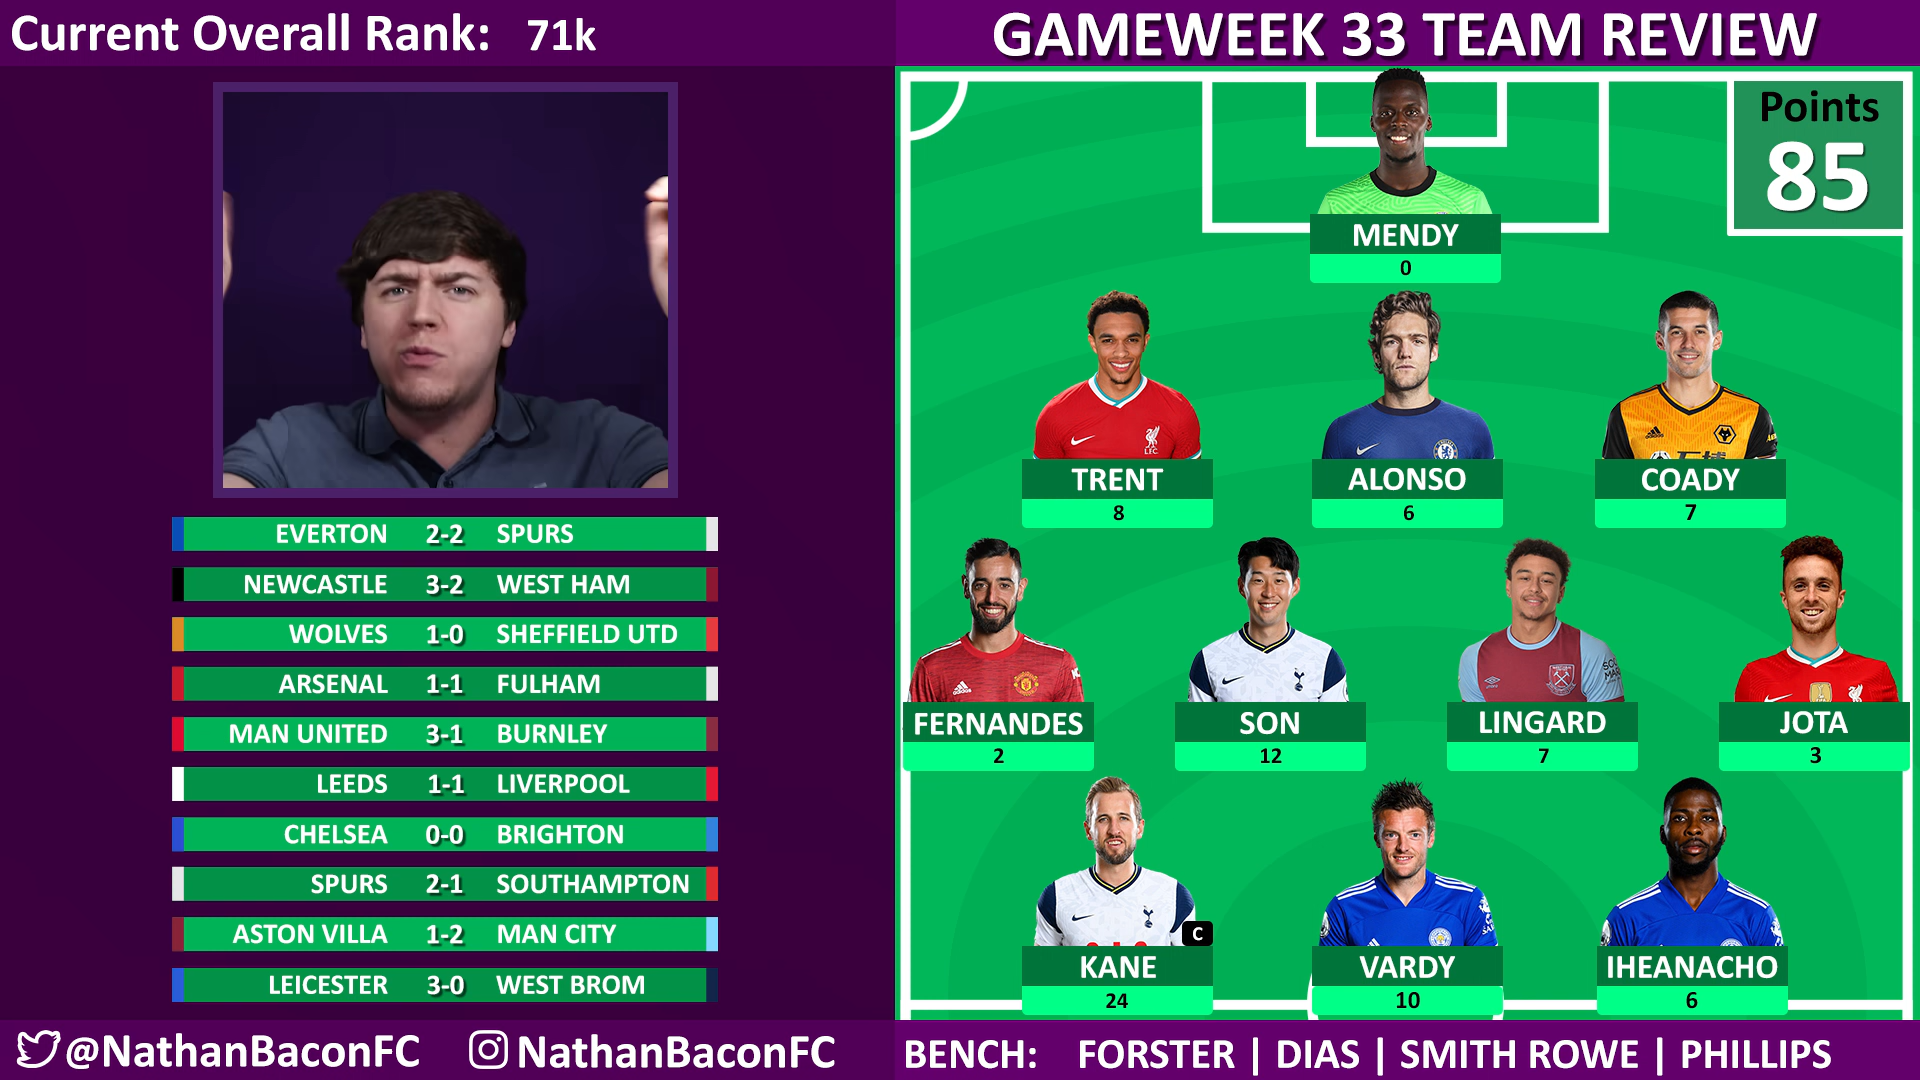 Current Overall Rank: 71k
GAMEWEEK 33 TEAM REVIEW
Points
85
MENDY
0
TRENT
8
ALONSO
6
COADY
7
FERNANDES
2
SON
12
LINGARD
7
JOTA
3
C
KANE
24
VARDY
10
IHEANACHO
6
EVERTON 2-2 SPURS
NEWCASTLE 3-2 WEST HAM
WOLVES 1-0 SHEFFIELD UTD
ARSENAL 1-1 FULHAM
MAN UNITED 3-1 BURNLEY
LEEDS 1-1 LIVERPOOL
CHELSEA 0-0 BRIGHTON
SPURS 2-1 SOUTHAMPTON
ASTON VILLA 1-2 MAN CITY
LEICESTER 3-0 WEST BROM
@NathanBaconFC NathanBaconFC
BENCH: FORSTER | DIAS | SMITH ROWE | PHILLIPS